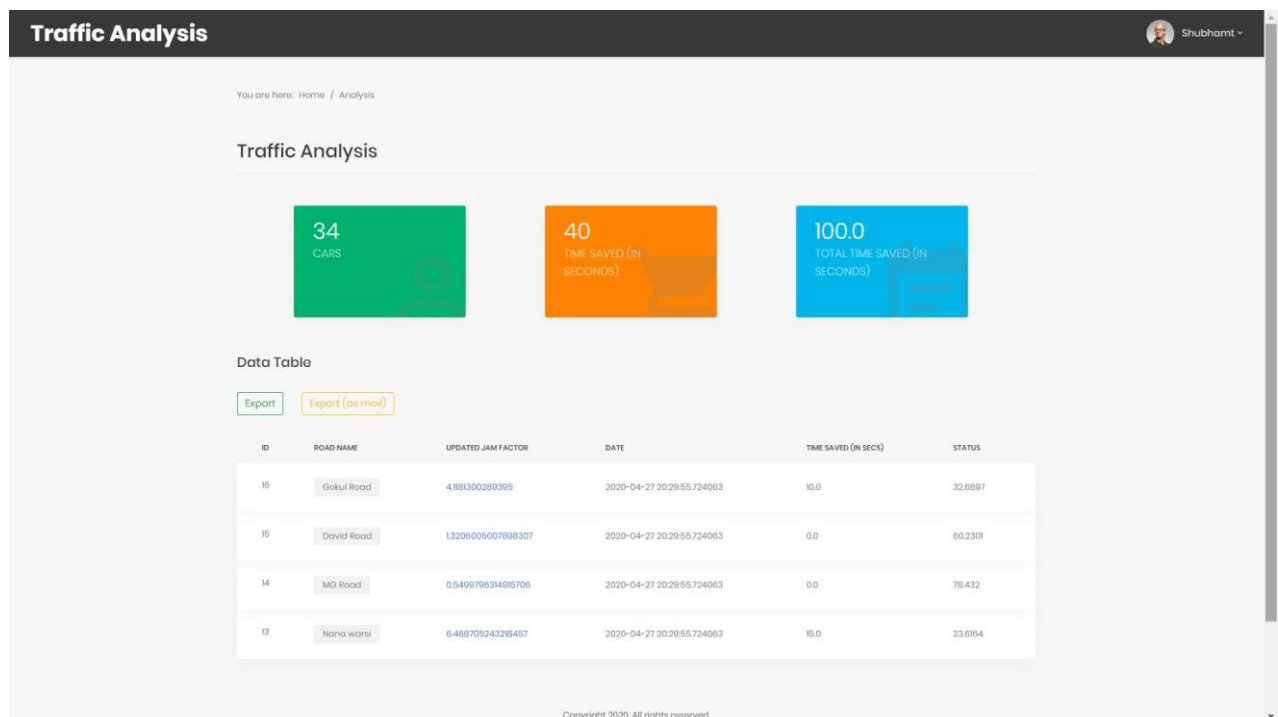 Traffic Analysis
Shubhamt
You are here: Home / Analysis
Traffic Analysis
34
CARS
40
TIME SAVED (IN
SECONDS)
100.0
TOTAL TIME SAVED (IN
SECONDS)
Data Table
Export Export (as mail)
ID ROAD NAME UPDATED JAM FACTOR DATE TIME SAVED (IN SECS) STATUS
16 Gokul Road 4.1181300289395 2020-04-27 20:29:55.724063 10.0 32.6897
15 David Road 1.3206005007898307 2020-04-27 20:29:55.724063 0.0 60.2301
14 MG Road 0.5499796314915706 2020-04-27 20:29:55.724063 0.0 78.432
13 Nana warsi 6.468705243218457 2020-04-27 20:29:55.724063 15.0 23.6164
Copyright 2020. All rights reserved.